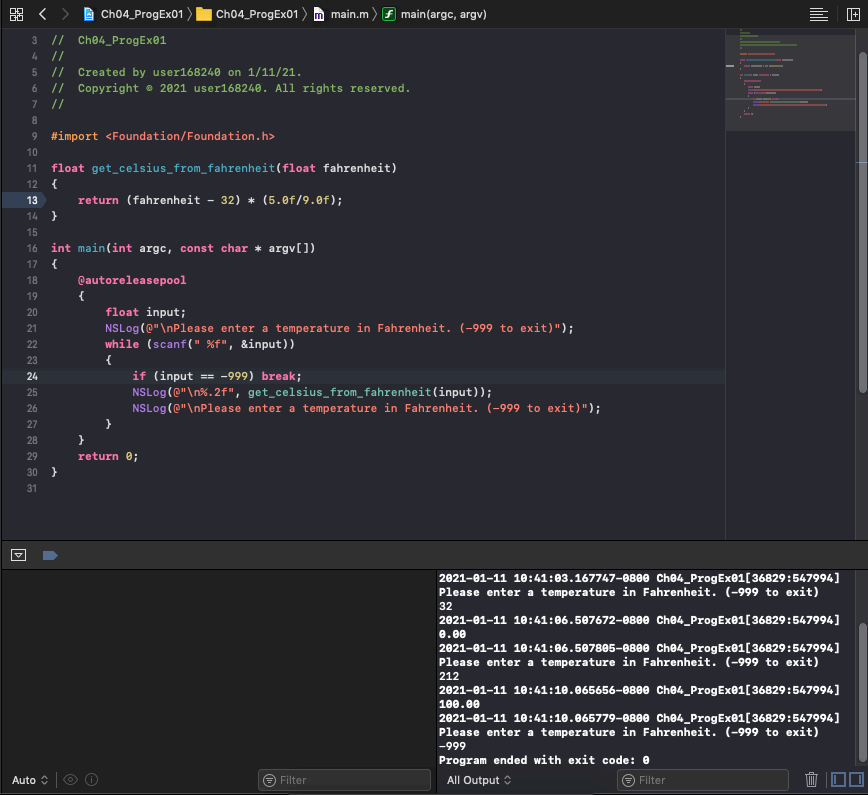 Ch04_ProgEx01 Ch04_ProgEx01 main.m main(argc, argv)
3 //  Ch04_ProgEx01
4 //
5 //  Created by user168240 on 1/11/21.
6 //  Copyright © 2021 user168240. All rights reserved.
7 //
8
9 #import <Foundation/Foundation.h>
10
11 float get_celsius_from_fahrenheit(float fahrenheit)
12 {
13     return (fahrenheit - 32) * (5.0f/9.0f);
14 }
15
16 int main(int argc, const char * argv[])
17 {
18     @autoreleasepool
19     {
20         float input;
21         NSLog(@"\nPlease enter a temperature in Fahrenheit. (-999 to exit)");
22         while (scanf(" %f", &input))
23         {
24             if (input == -999) break;
25             NSLog(@"\n%.2f", get_celsius_from_fahrenheit(input));
26             NSLog(@"\nPlease enter a temperature in Fahrenheit. (-999 to exit)");
27         }
28     }
29     return 0;
30 }
31
2021-01-11 10:41:03.167747-0800 Ch04_ProgEx01[36829:547994]
Please enter a temperature in Fahrenheit. (-999 to exit)
32
2021-01-11 10:41:06.507672-0800 Ch04_ProgEx01[36829:547994]
0.00
2021-01-11 10:41:06.507805-0800 Ch04_ProgEx01[36829:547994]
Please enter a temperature in Fahrenheit. (-999 to exit)
212
2021-01-11 10:41:10.065656-0800 Ch04_ProgEx01[36829:547994]
100.00
2021-01-11 10:41:10.065779-0800 Ch04_ProgEx01[36829:547994]
Please enter a temperature in Fahrenheit. (-999 to exit)
-999
Program ended with exit code: 0
Auto Filter All Output Filter